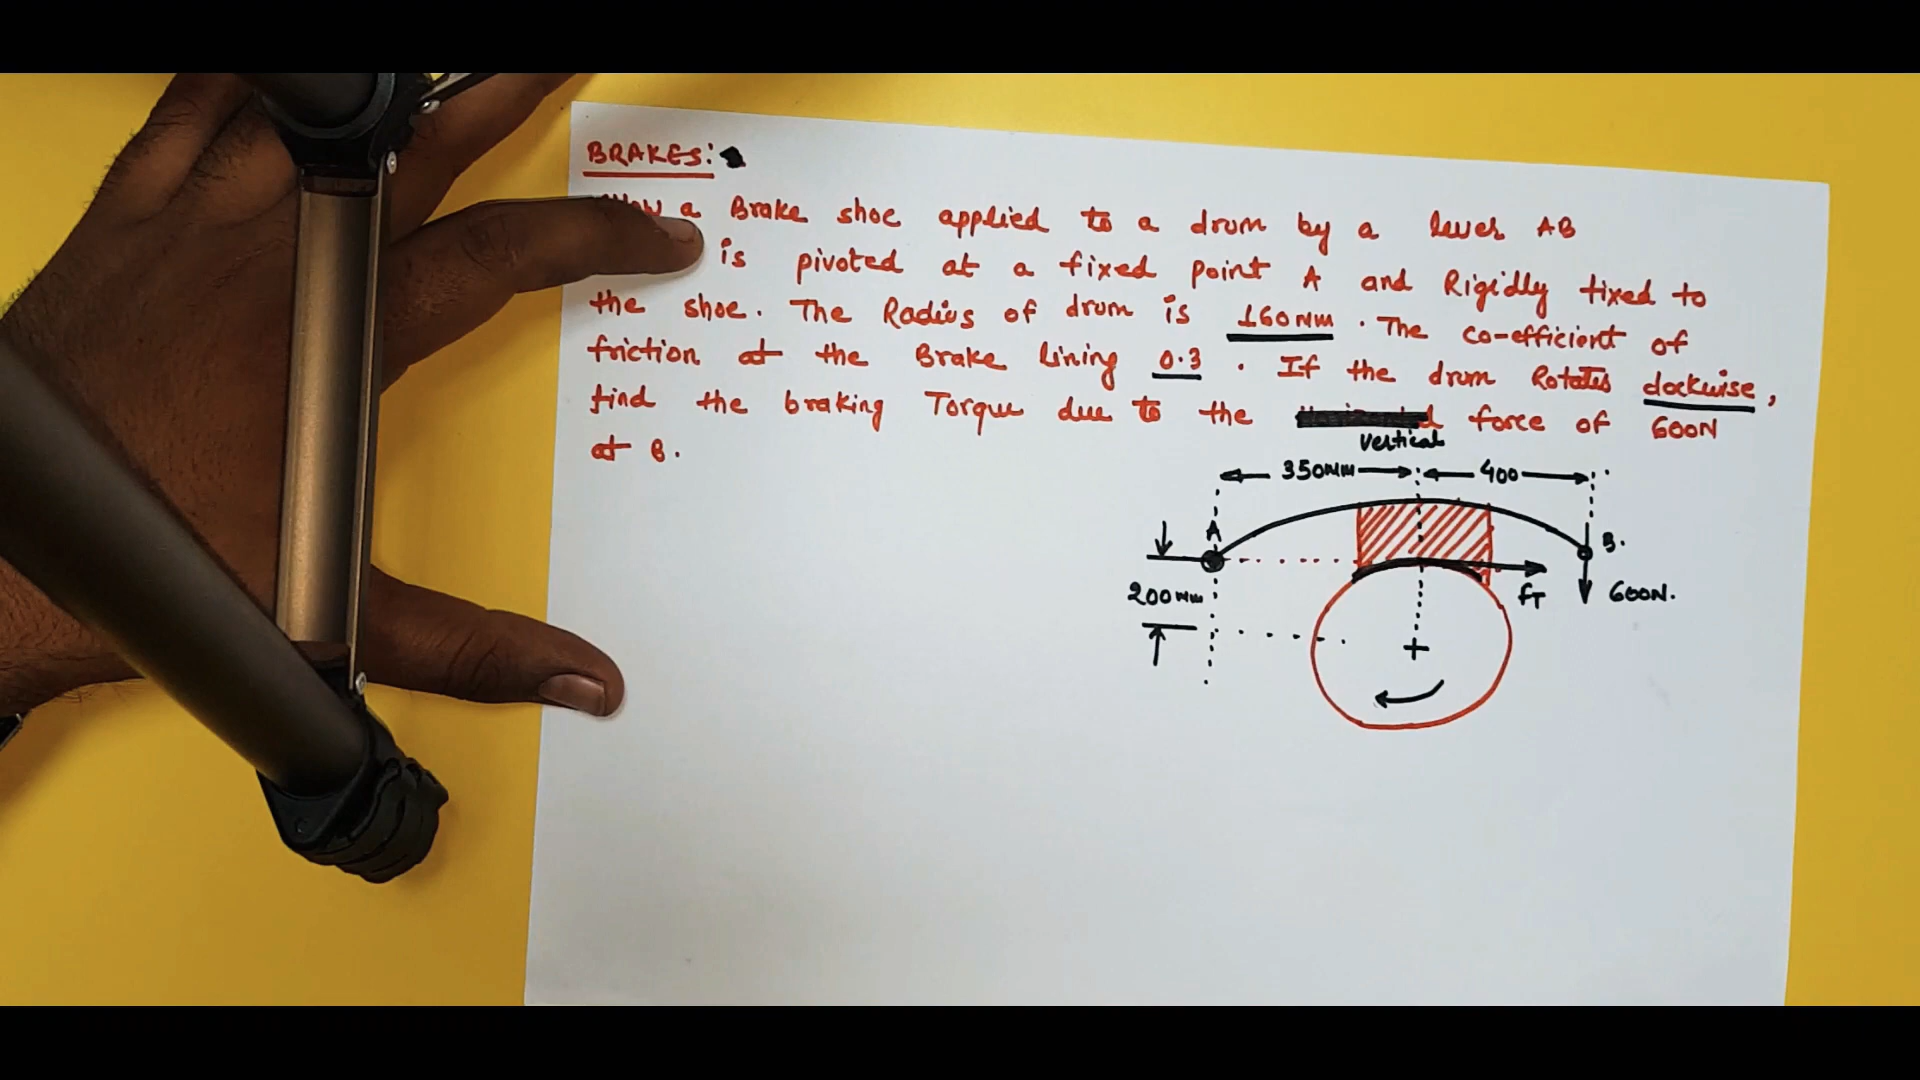 BRAKES:
a Brake shoe applied to a drum by a lever AB
is pivoted at a fixed point A and Rigidly fixed to
the shoe. The Radius of drum is 160mm. The co-efficient of
friction at the Brake lining 0.3. If the drum Rotates clockwise,
find the braking Torque due to the force of 600N
vertical
at B.
350mm 400
A
B.
200mm
fT
600N.